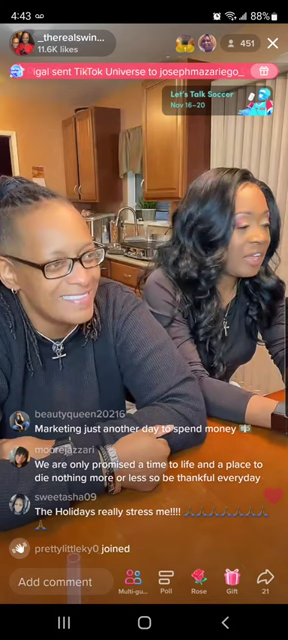 4:43
88%
_therealswin...
11.6K likes
451
igal sent TikTok Universe to josephmazariego_
Let's Talk Soccer
Nov 16~20
beautyqueen20216
Marketing just another day to spend money 💵
moorejazzari
We are only promised a time to life and a place to
die nothing more or less so be thankful everyday
sweetasha09
The Holidays really stress me!!!! 🙏🏾🙏🏾🙏🏾🙏🏾🙏🏾🙏🏾🙏🏾🙏🏾
🙏🏾
prettylittleky0 joined
Add comment
Multi-gu...
Poll
Rose
Gift
21